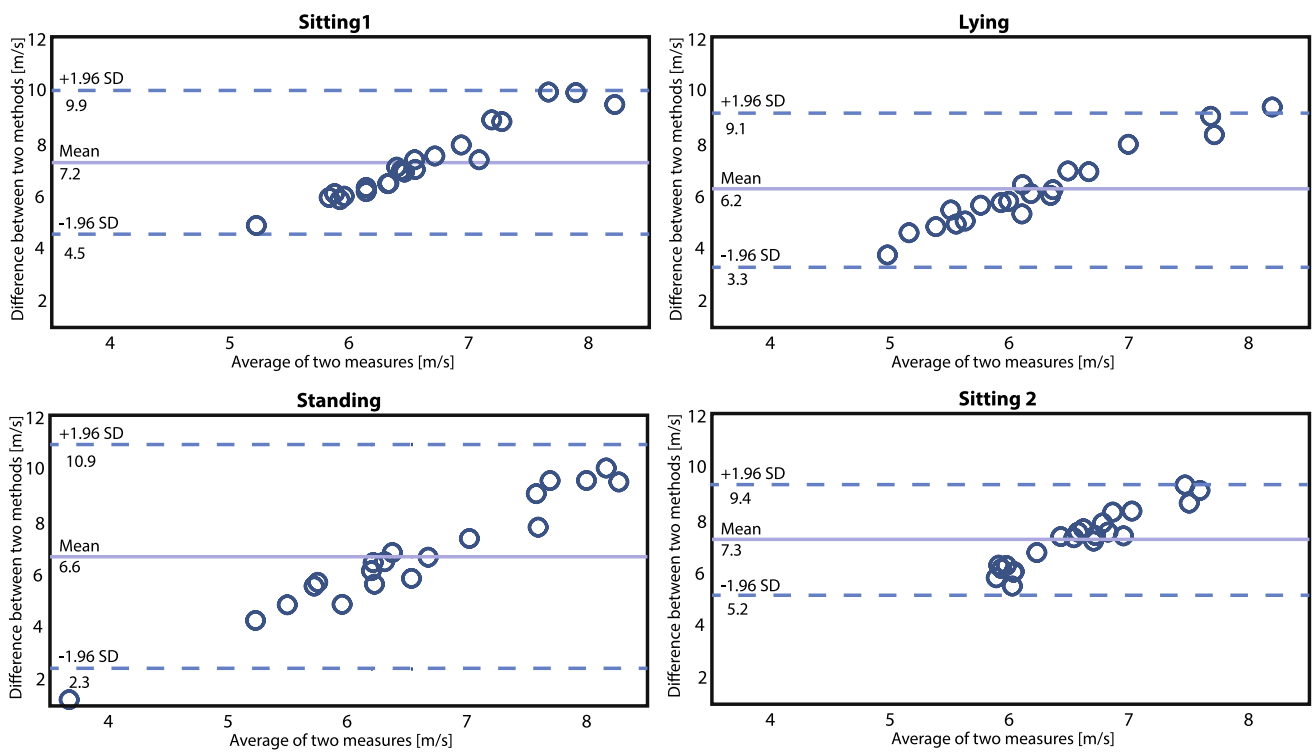 Sitting1
Difference between two methods [m/s]
12
10
8
6
4
2
+1.96 SD
9.9
Mean
7.2
-1.96 SD
4.5
4 5 6 7 8
Average of two measures [m/s]
Lying
Difference between two methods [m/s]
12
10
8
6
4
2
+1.96 SD
9.1
Mean
6.2
-1.96 SD
3.3
4 5 6 7 8
Average of two measures [m/s]
Standing
Difference between two methods [m/s]
12
10
8
6
4
2
+1.96 SD
10.9
Mean
6.6
-1.96 SD
2.3
4 5 6 7 8
Average of two measures [m/s]
Sitting 2
Difference between two methods [m/s]
12
10
8
6
4
2
+1.96 SD
9.4
Mean
7.3
-1.96 SD
5.2
4 5 6 7 8
Average of two measures [m/s]